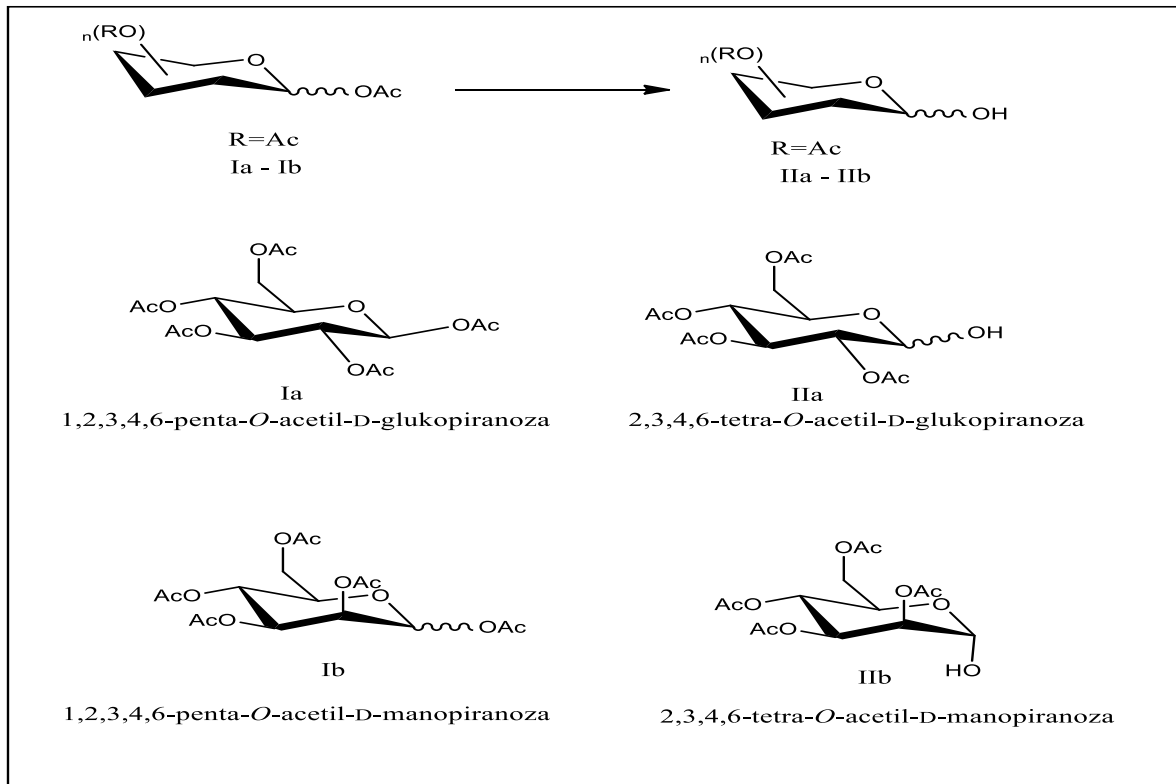 n(RO)
O
OAc
n(RO)
O
OH
R=Ac
Ia - Ib
R=Ac
IIa - IIb
OAc
AcO
O
AcO
OAc
OAc
Ia
1,2,3,4,6-penta-O-acetil-D-glukopiranoza
OAc
AcO
O
OH
AcO
OAc
IIa
2,3,4,6-tetra-O-acetil-D-glukopiranoza
OAc
OAc
AcO
O
AcO
OAc
Ib
1,2,3,4,6-penta-O-acetil-D-manopiranoza
OAc
OAc
AcO
O
AcO
HO
IIb
2,3,4,6-tetra-O-acetil-D-manopiranoza